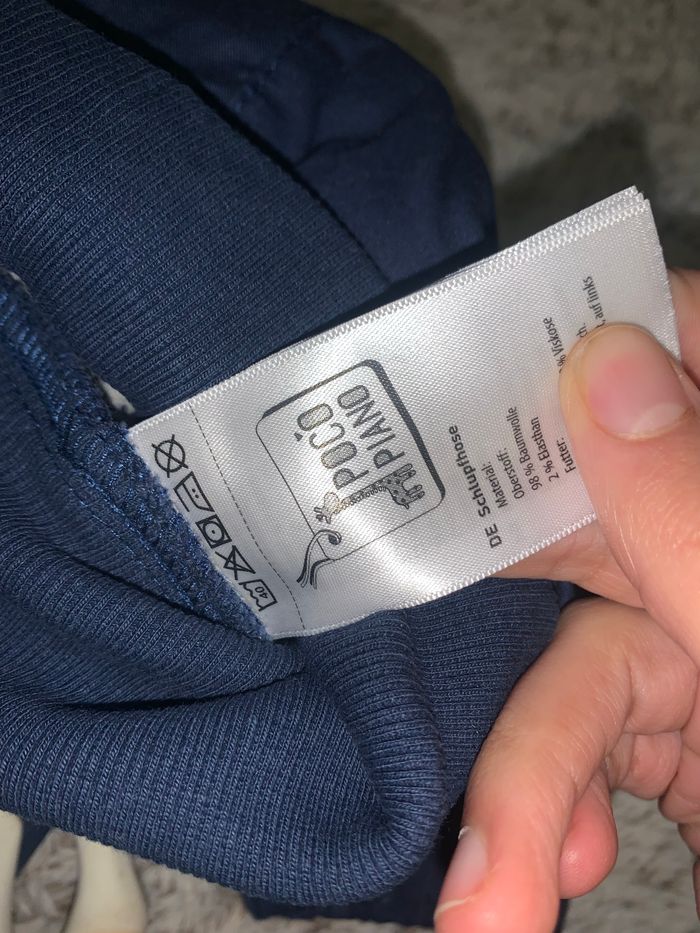 POCO
PIANO
40
DE Schlupfhose
Material:
Oberstoff:
98 % Baumwolle
2 % Elasthan
Futter:
% Viskose
auf links